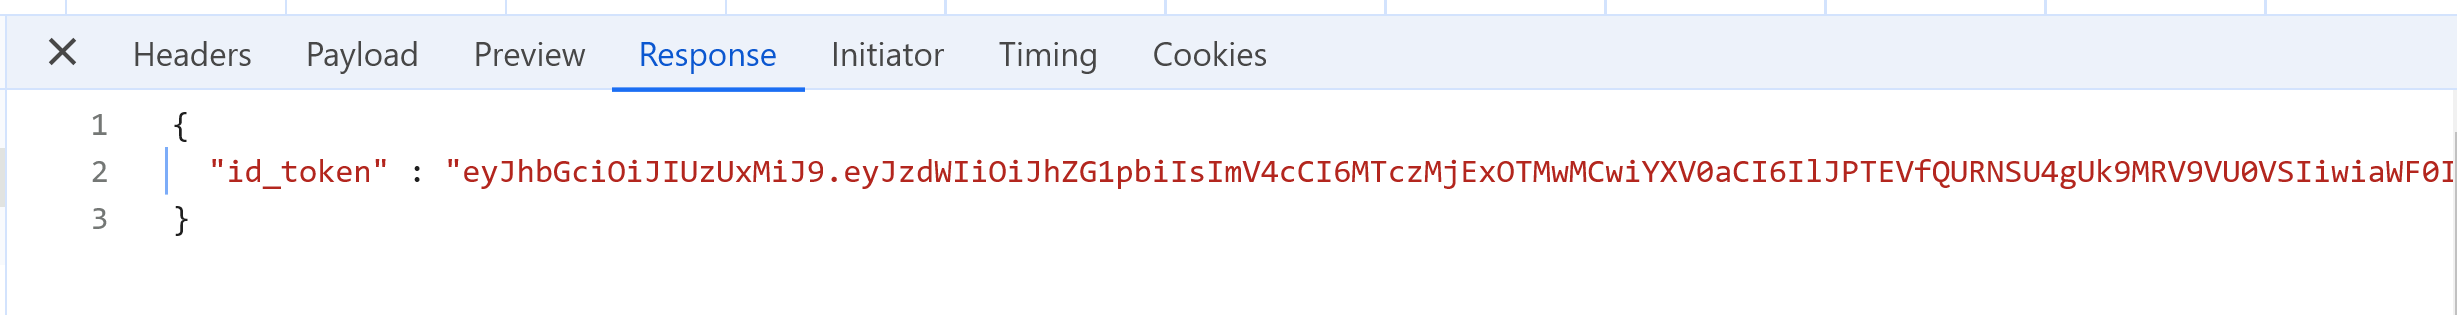 Headers Payload Preview Response Initiator Timing Cookies
1 {
2 "id_token" : "eyJhbGciOiJIUzUxMiJ9.eyJzdWIiOiJhZG1pbiIsImV4cCI6MTczMjExOTMwMCwiYXV0aCI6IlJPTEVfQURNSU4gUk9MRV9VU0VSIiwiaWF0I
3 }